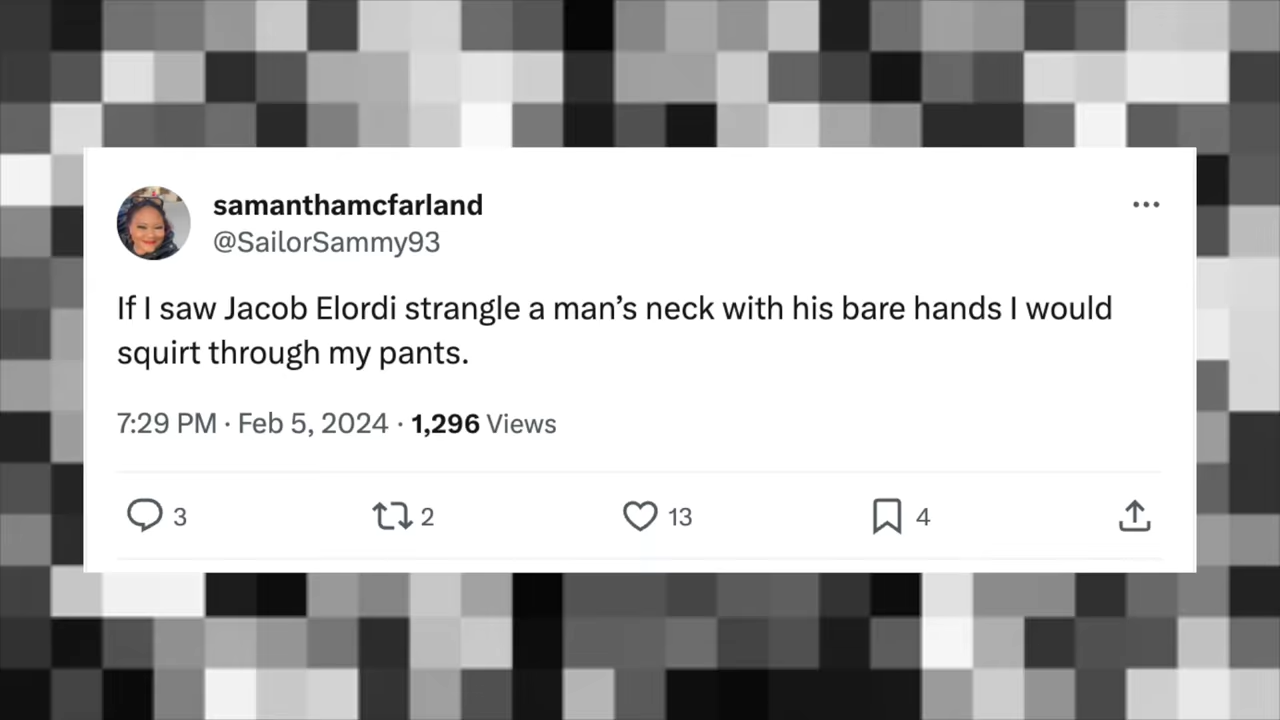 samanthamcfarland
@SailorSammy93
If I saw Jacob Elordi strangle a man’s neck with his bare hands I would
squirt through my pants.
7:29 PM · Feb 5, 2024 · 1,296 Views
3 2 13 4